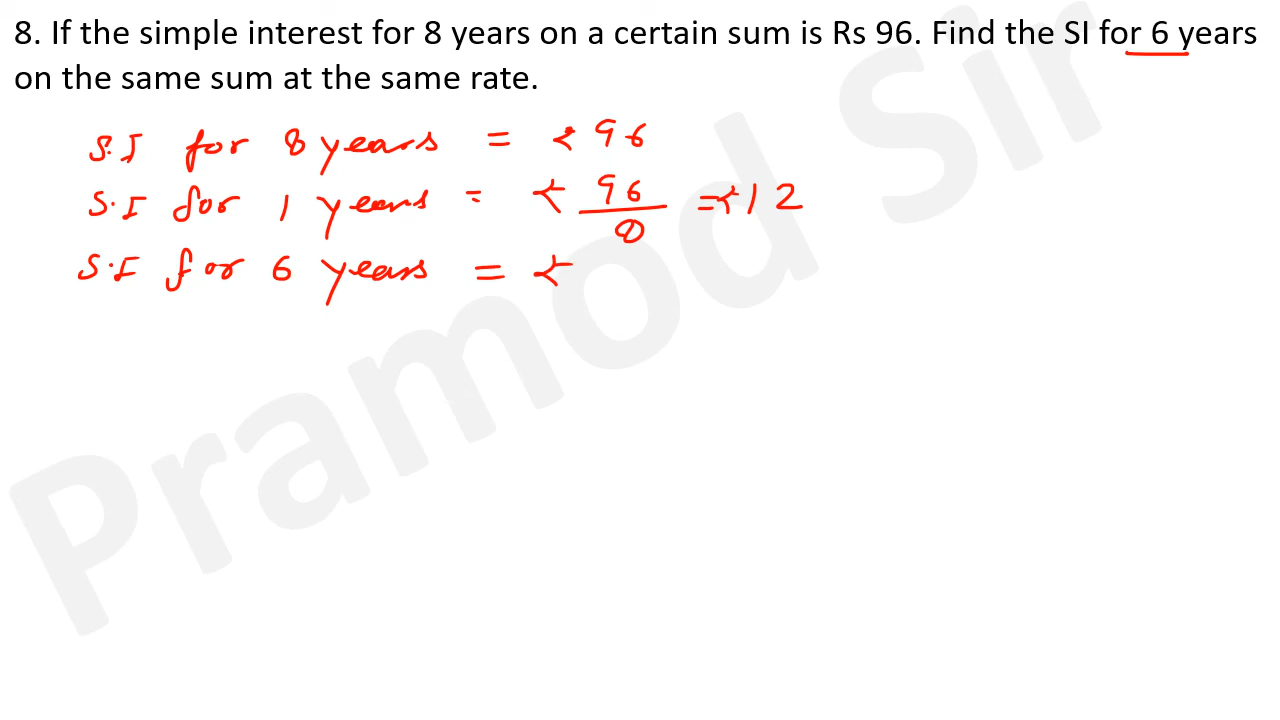 8. If the simple interest for 8 years on a certain sum is Rs 96. Find the SI for 6 years
on the same sum at the same rate.
S.I for 8 years = ₹ 96
S.I for 1 years = ₹ 96/8 = ₹12
S.I for 6 years = ₹
Pramod Sir